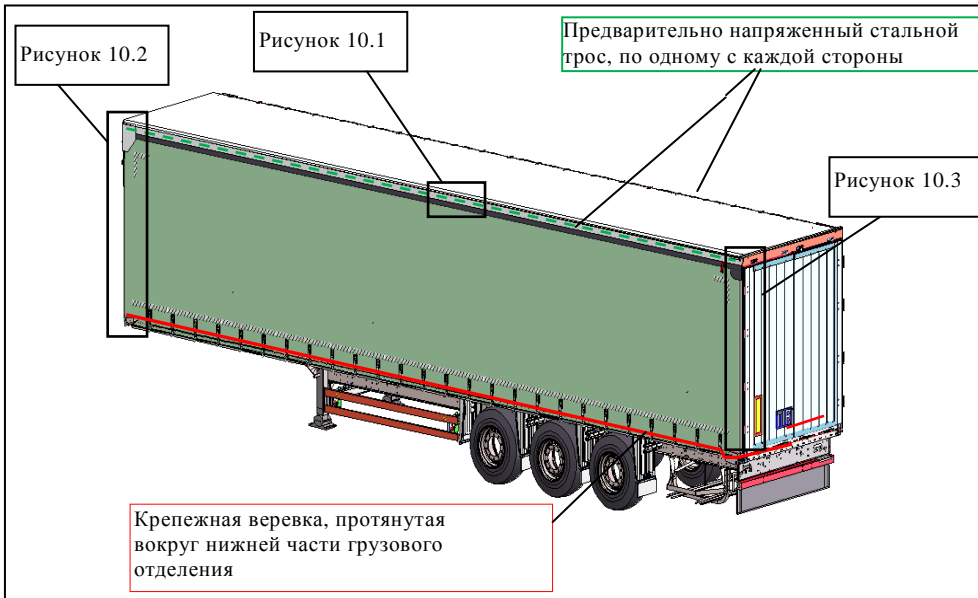 Рисунок 10.2
Рисунок 10.1
Предварительно напряженный стальной
трос, по одному с каждой стороны
Рисунок 10.3
Крепежная веревка, протянутая
вокруг нижней части грузового
отделения